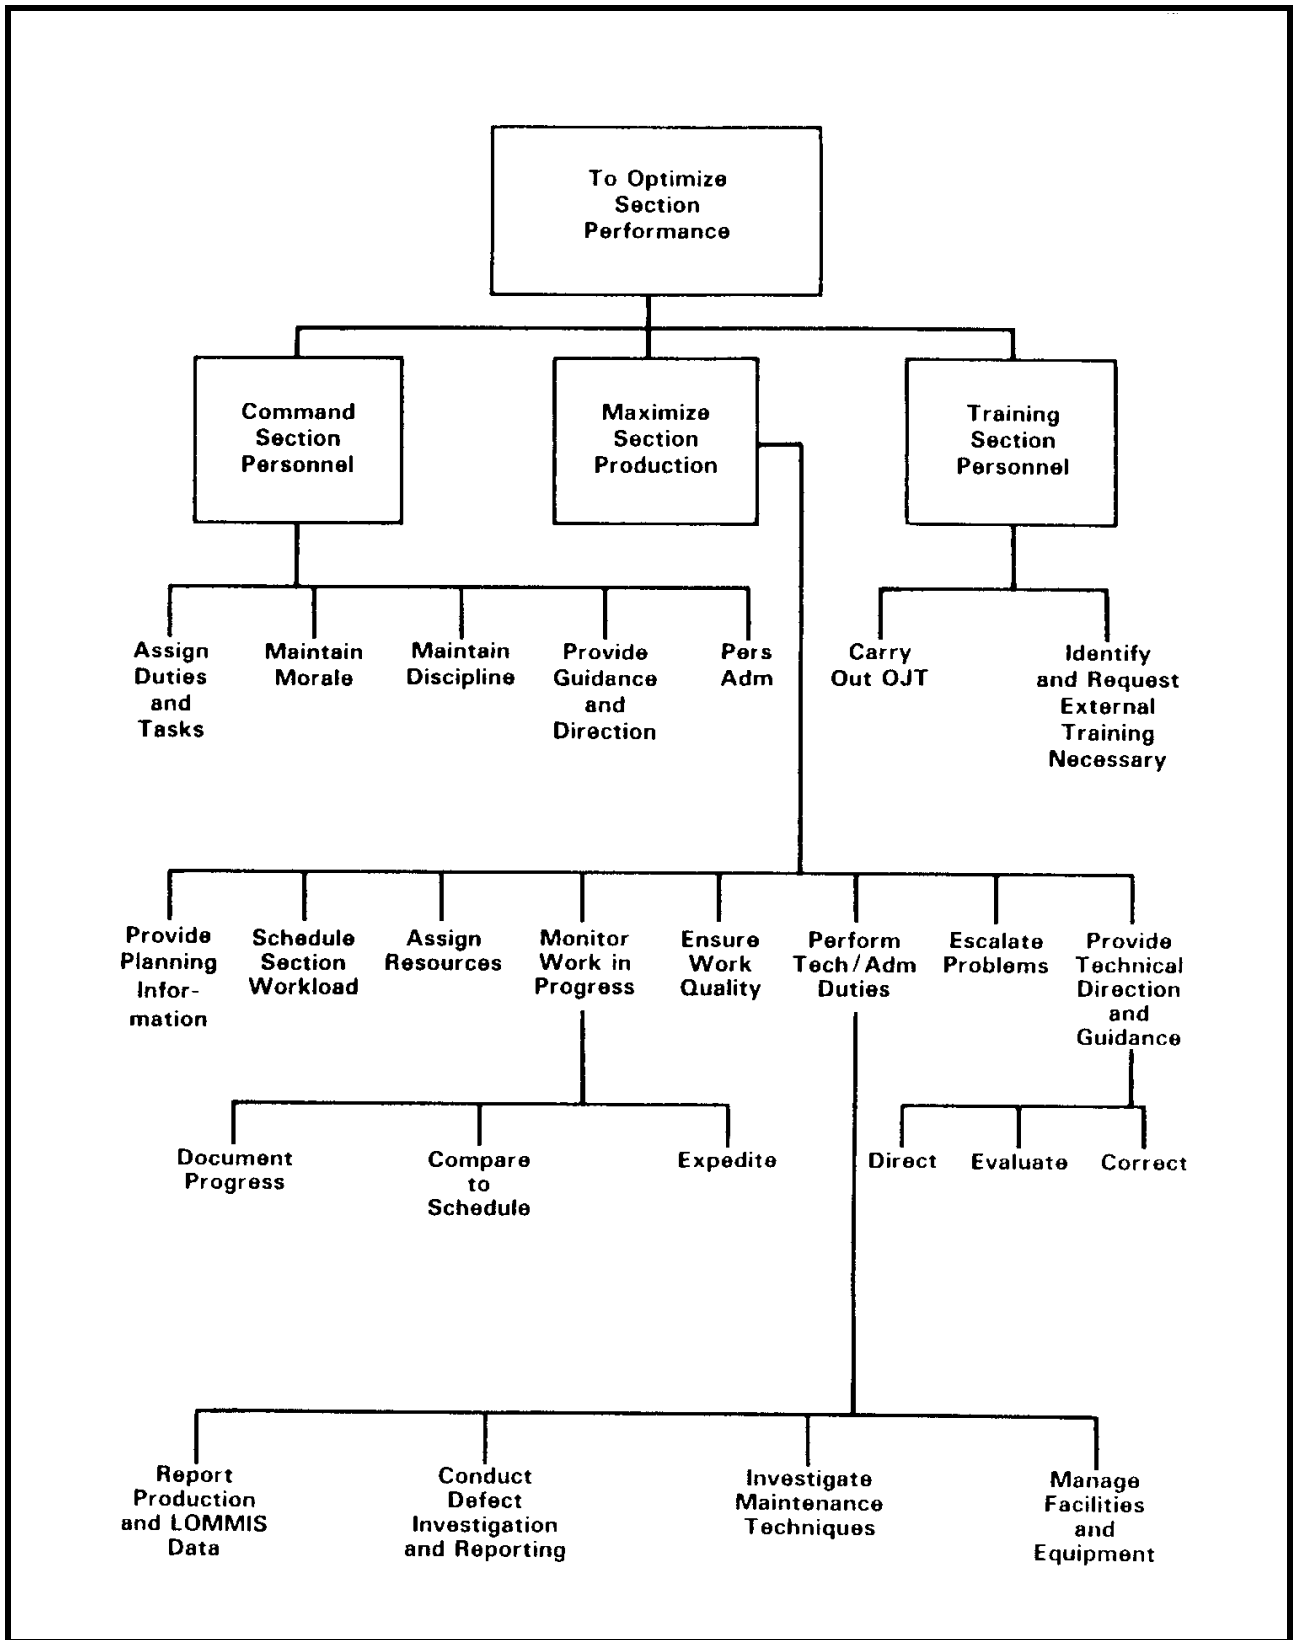 To Optimize
Section
Performance
Command
Section
Personnel
Maximize
Section
Production
Training
Section
Personnel
Assign
Duties
and
Tasks
Maintain
Morale
Maintain
Discipline
Provide
Guidance
and
Direction
Pers
Adm
Carry
Out OJT
Identify
and Request
External
Training
Necessary
Provide
Planning
Infor-
mation
Schedule
Section
Workload
Assign
Resources
Monitor
Work in
Progress
Ensure
Work
Quality
Perform
Tech/Adm
Duties
Escalate
Problems
Provide
Technical
Direction
and
Guidance
Document
Progress
Compare
to
Schedule
Expedite
Direct
Evaluate
Correct
Report
Production
and LOMMIS
Data
Conduct
Defect
Investigation
and Reporting
Investigate
Maintenance
Techniques
Manage
Facilities
and
Equipment